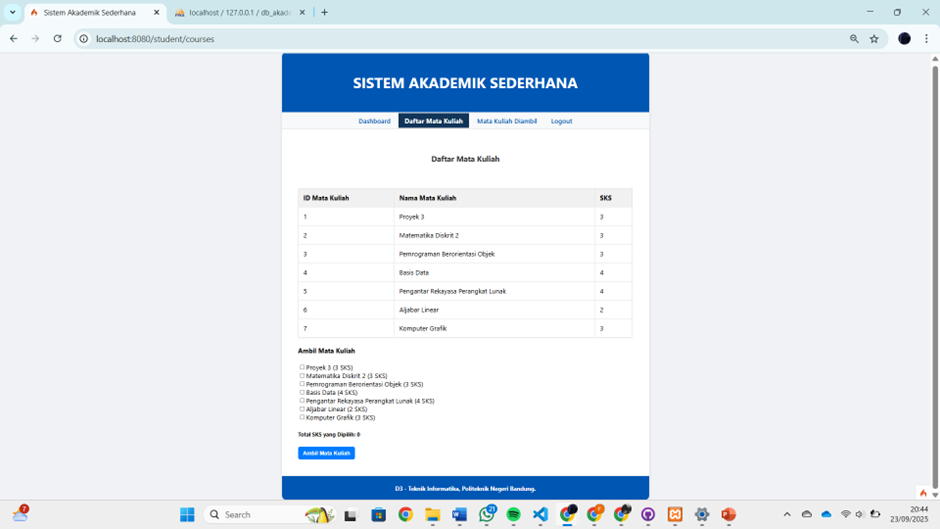 Sistem Akademik Sederhana
localhost / 127.0.0.1 / db_akade
localhost:8080/student/courses
SISTEM AKADEMIK SEDERHANA
Dashboard Daftar Mata Kuliah Mata Kuliah Diambil Logout
Daftar Mata Kuliah
ID Mata Kuliah Nama Mata Kuliah SKS
1 Proyek 3 3
2 Matematika Diskrit 2 3
3 Pemrograman Berorientasi Objek 3
4 Basis Data 4
5 Pengantar Rekayasa Perangkat Lunak 4
6 Aljabar Linear 2
7 Komputer Grafik 3
Ambil Mata Kuliah
Proyek 3 (3 SKS)
Matematika Diskrit 2 (3 SKS)
Pemrograman Berorientasi Objek (3 SKS)
Basis Data (4 SKS)
Pengantar Rekayasa Perangkat Lunak (4 SKS)
Aljabar Linear (2 SKS)
Komputer Grafik (3 SKS)
Total SKS yang Dipilih: 0
Ambil Mata Kuliah
D3 - Teknik Informatika, Politeknik Negeri Bandung.
7
Search
21
20:44
23/09/2025